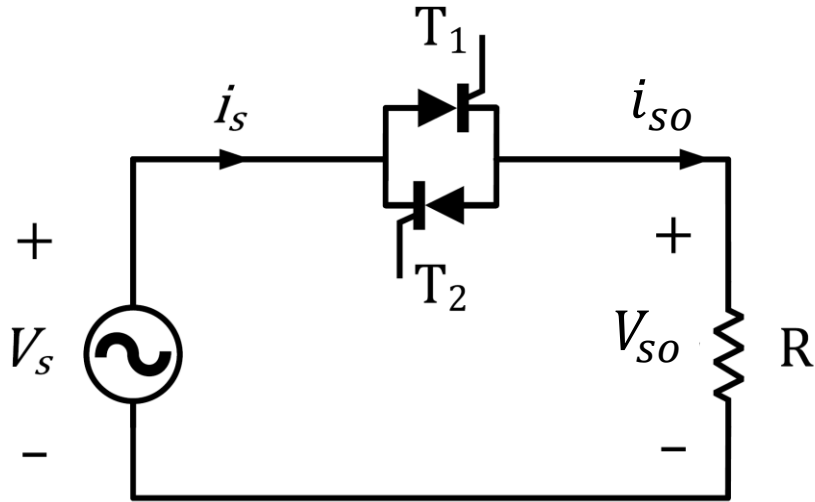 T₁
iₛ
iₛₒ
+
+
T₂
Vₛ
Vₛₒ
R
−
−